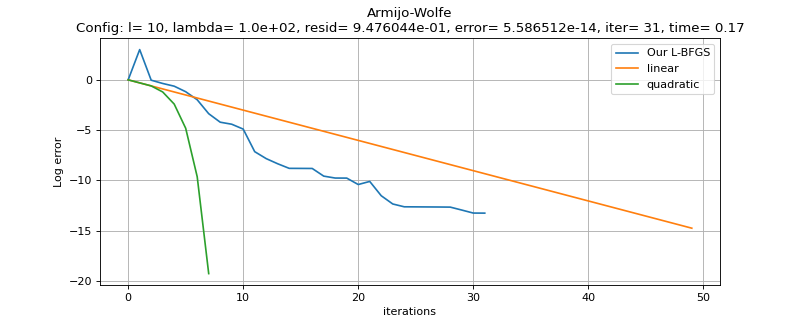 Armijo-Wolfe
Config: l= 10, lambda= 1.0e+02, resid= 9.476044e-01, error= 5.586512e-14, iter= 31, time= 0.17
Our L-BFGS
linear
quadratic
0
−5
−10
−15
−20
Log error
0
10
20
30
40
50
iterations